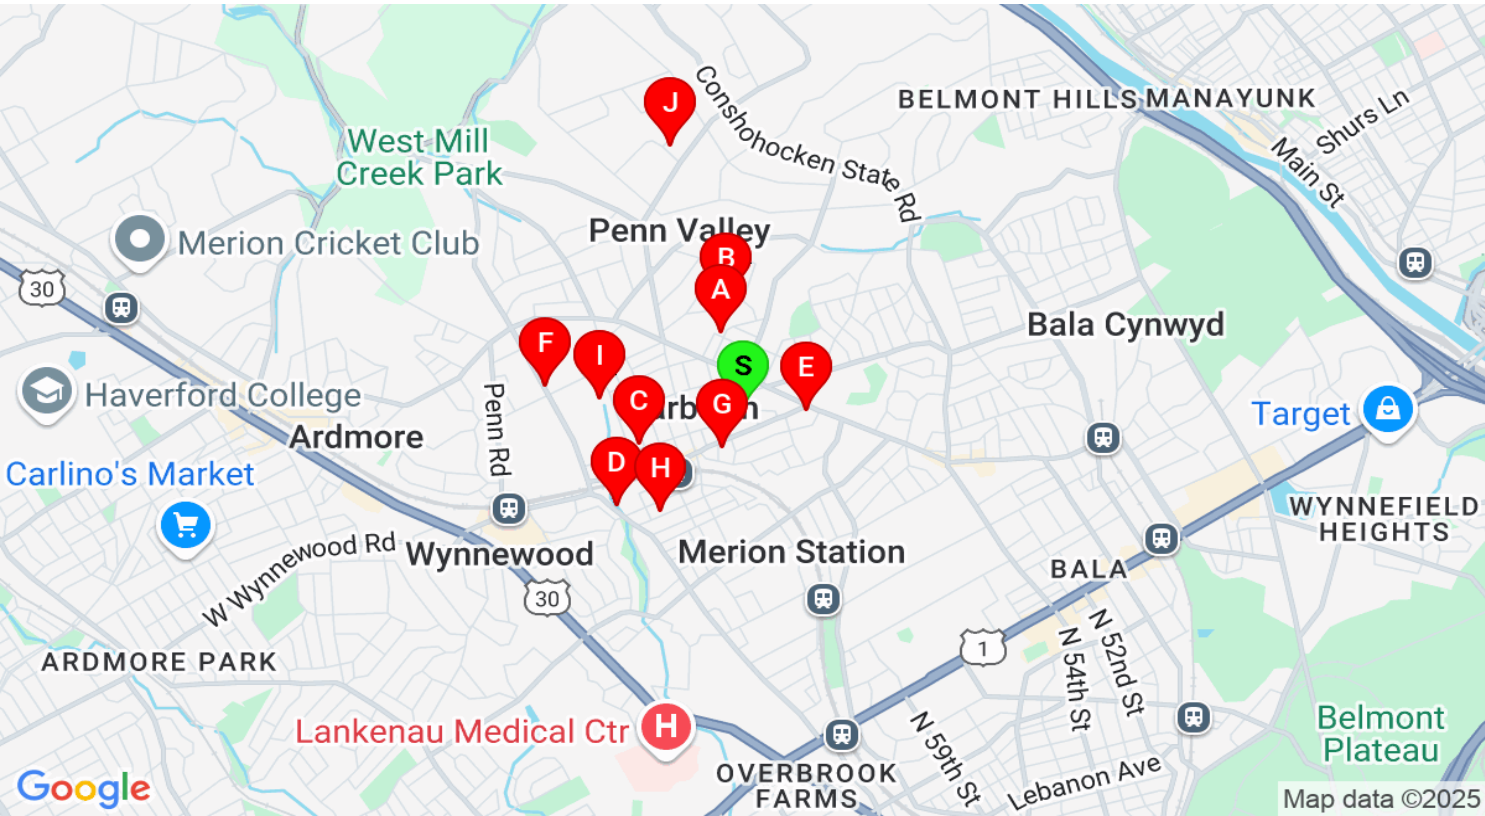 BELMONT HILLS
MANAYUNK
Shurs Ln
Main St
J
Conshohocken State Rd
West Mill
Creek Park
Penn Valley
Merion Cricket Club
B
A
30
Bala Cynwyd
F
I
S
E
C
G
Haverford College
Penn Rd
Target
Ardmore
Carlino's Market
D
H
WYNNEFIELD
HEIGHTS
W Wynnewood Rd
Wynnewood
Merion Station
BALA
30
1
N 54th St
N 52nd St
ARDMORE PARK
Lankenau Medical Ctr
H
N 59th St
Belmont
Plateau
OVERBROOK
FARMS
Lebanon Ave
Google
Map data ©2025